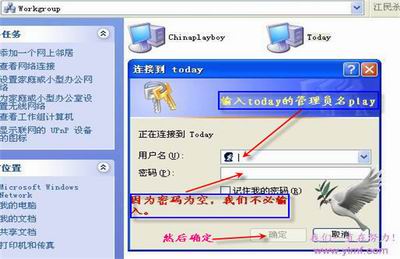 Workgroup
江民杀
任务
添加一个网上邻居
查看网络连接
设置家庭或小型办公网络
为家庭或小型办公室设置无线网络
查看工作组计算机
显示联网的 UPnP 设备的图标
位置
Microsoft Windows
Network
我的电脑
我的文档
共享文档
打印机和传真
Chinaplayboy
Today
连接到 today
输入today的管理员名play
正在连接到 Today
用户名(U):
密码(P):
记住我的密码(R)
因为密码为空，我们不必输入。
然后确定
确定
取消